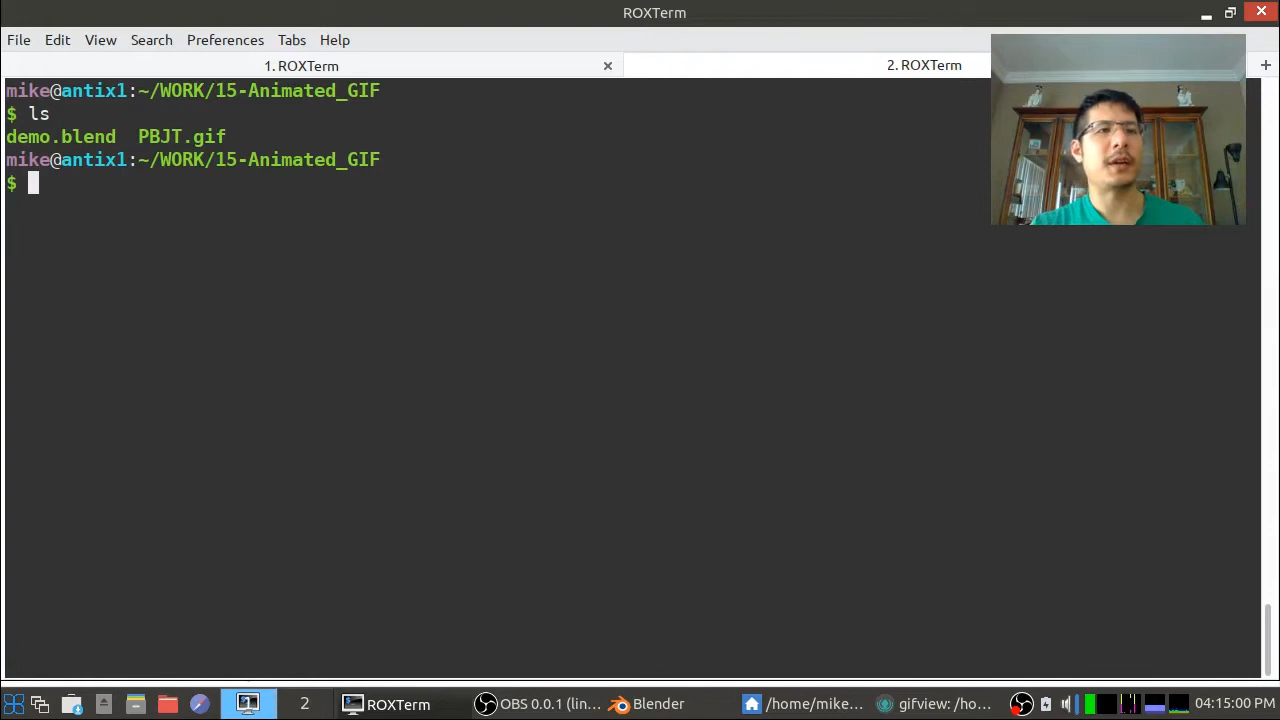 ROXTerm
File Edit View Search Preferences Tabs Help
1. ROXTerm
2. ROXTerm
mike@antix1:~/WORK/15-Animated_GIF
$ ls
demo.blend  PBJT.gif
mike@antix1:~/WORK/15-Animated_GIF
$
1 2 ROXTerm OBS 0.0.1 (lin... Blender /home/mike... gifview: /ho... 04:15:00 PM